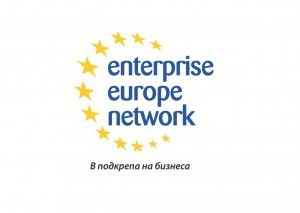 enterprise
europe
network
В подкрепа на бизнеса